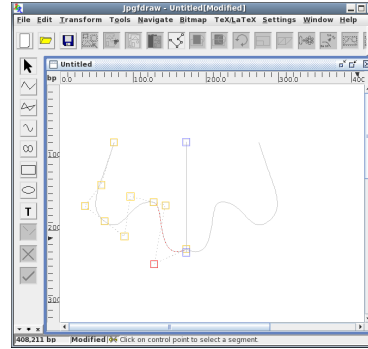 Jpgfdraw - Untitled[Modified]
File Edit Transform Tools Navigate Bitmap TeX/LaTeX Settings Window Help
Untitled
bp 0.0 100.0 200.0 300.0 400
100
200
300
T
408,211 bp Modified Click on control point to select a segment